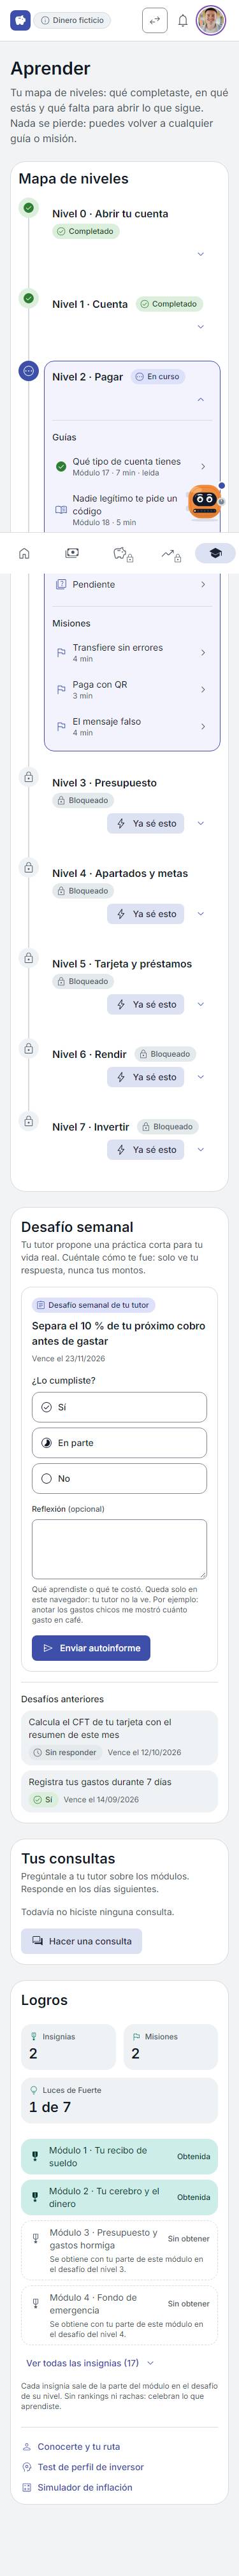 Dinero ficticio
Aprender
Tu mapa de niveles: qué completaste, en qué
estás y qué falta para abrir lo que sigue.
Nada se pierde: puedes volver a cualquier
guía o misión.
Mapa de niveles
Nivel 0 · Abrir tu cuenta
Completado
Nivel 1 · Cuenta
Completado
Nivel 2 · Pagar
En curso
Guías
Qué tipo de cuenta tienes
Módulo 17 · 7 min · leída
Nadie legítimo te pide un
código
Módulo 18 · 5 min
Pendiente
Misiones
Transfiere sin errores
4 min
Paga con QR
3 min
El mensaje falso
4 min
Nivel 3 · Presupuesto
Bloqueado
Ya sé esto
Nivel 4 · Apartados y metas
Bloqueado
Ya sé esto
Nivel 5 · Tarjeta y préstamos
Bloqueado
Ya sé esto
Nivel 6 · Rendir
Bloqueado
Ya sé esto
Nivel 7 · Invertir
Bloqueado
Ya sé esto
Desafío semanal
Tu tutor propone una práctica corta para tu
vida real. Cuéntale cómo te fue: solo ve tu
respuesta, nunca tus montos.
Desafío semanal de tu tutor
Separa el 10 % de tu próximo cobro
antes de gastar
Vence el 23/11/2026
¿Lo cumpliste?
Sí
En parte
No
Reflexión (opcional)
Qué aprendiste o qué te costó. Queda solo en
este navegador: tu tutor no la ve. Por ejemplo:
anotar los gastos chicos me mostró cuánto
gasto en café.
Enviar autoinforme
Desafíos anteriores
Calcula el CFT de tu tarjeta con el
resumen de este mes
Sin responder
Vence el 12/10/2026
Registra tus gastos durante 7 días
Sí
Vence el 14/09/2026
Tus consultas
Pregúntale a tu tutor sobre los módulos.
Responde en los días siguientes.
Todavía no hiciste ninguna consulta.
Hacer una consulta
Logros
Insignias
2
Misiones
2
Luces de Fuerte
1 de 7
Módulo 1 · Tu recibo de
sueldo
Obtenida
Módulo 2 · Tu cerebro y el
dinero
Obtenida
Módulo 3 · Presupuesto y
gastos hormiga
Sin obtener
Se obtiene con tu parte de este módulo en
el desafío del nivel 3.
Módulo 4 · Fondo de
emergencia
Sin obtener
Se obtiene con tu parte de este módulo en
el desafío del nivel 4.
Ver todas las insignias (17)
Cada insignia sale de la parte del módulo en el desafío
de su nivel. Sin rankings ni rachas: celebran lo que
aprendiste.
Conocerte y tu ruta
Test de perfil de inversor
Simulador de inflación